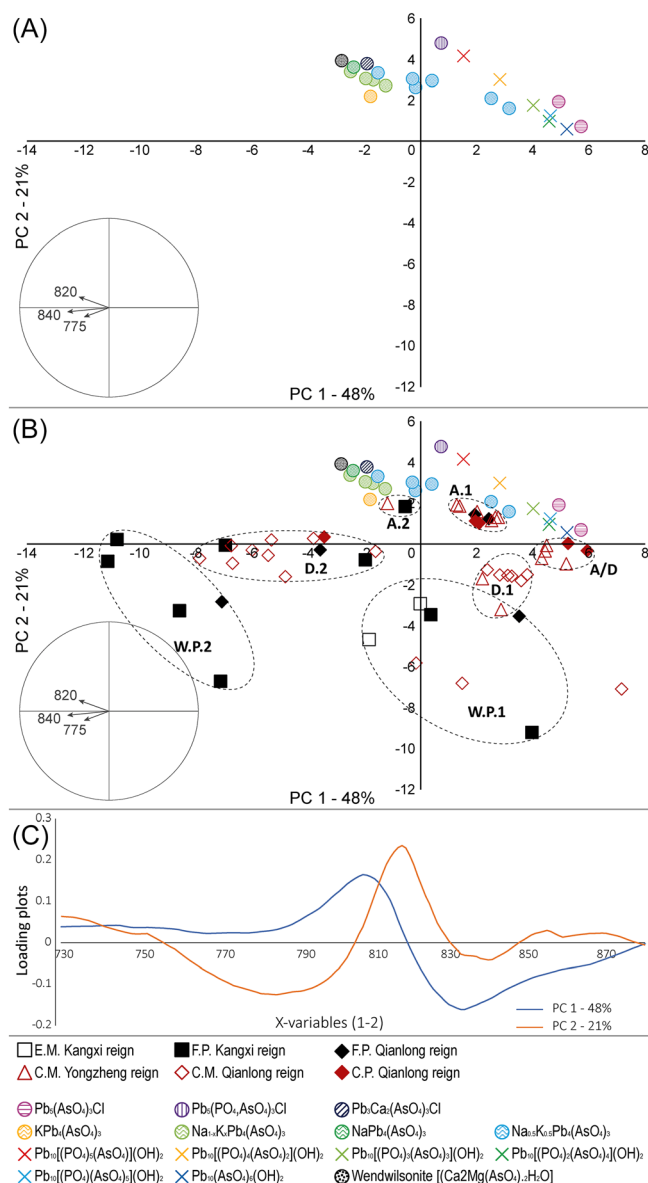 (A)
6
4
2
-14 -12 -10 -8 -6 -4 -2 0 2 4 6 8
-2
-4
-6
-8
-10
-12
PC 2 - 21%
820
840
775
PC 1 - 48%
(B)
6
4
2
A.1
A.2
-14 -12 -10 -8 -6 -4 -2 0 2 4 6 8
D.2
A/D
D.1
-2
-4
-6
-8
-10
-12
W.P.2
W.P.1
PC 2 - 21%
820
840
775
PC 1 - 48%
(C)
0.3
0.2
0.1
0
-0.1
-0.2
Loading plots
730 750 770 790 810 830 850 870
X-variables (1-2)
PC 1 - 48%
PC 2 - 21%
E.M. Kangxi reign F.P. Kangxi reign F.P. Qianlong reign
C.M. Yongzheng reign C.M. Qianlong reign C.P. Qianlong reign
Pb₅(AsO₄)₃Cl Pb₅(PO₄,AsO₄)₃Cl Pb₃Ca₂(AsO₄)₃Cl
KPb₄(AsO₄)₃ Na₁₋ₓKₓPb₄(AsO₄)₃ NaPb₄(AsO₄)₃ Na₀.₅K₀.₅Pb₄(AsO₄)₃
Pb₁₀[(PO₄)₅(AsO₄)](OH)₂ Pb₁₀[(PO₄)₄(AsO₄)₂](OH)₂ Pb₁₀[(PO₄)₃(AsO₄)₃](OH)₂ Pb₁₀[(PO₄)₂(AsO₄)₄](OH)₂
Pb₁₀[(PO₄)(AsO₄)₅](OH)₂ Pb₁₀(AsO₄)₆(OH)₂ Wendwilsonite [(Ca2Mg(AsO₄).₂H₂O]